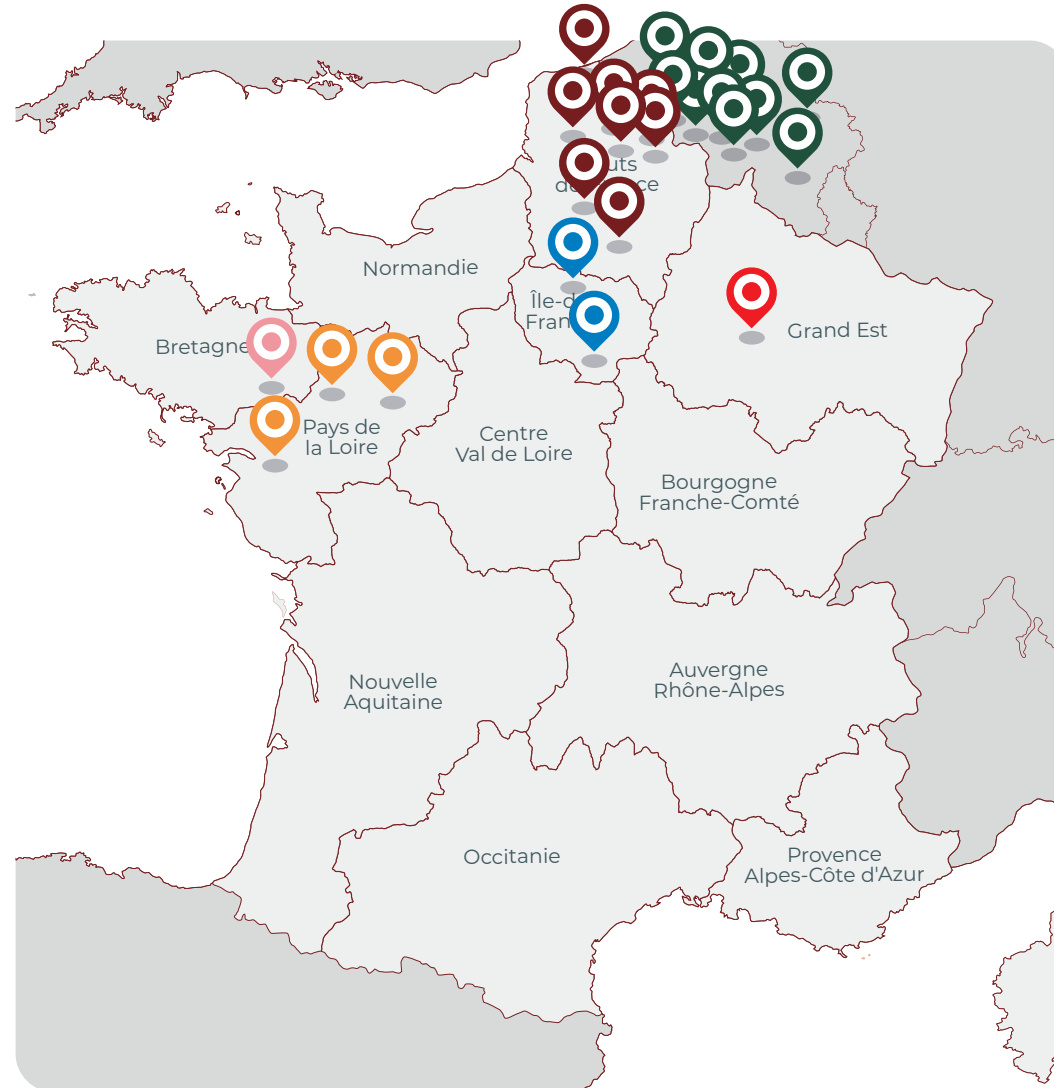 Normandie
Grand Est
Bretagne
Pays de
la Loire
Centre
Val de Loire
Bourgogne
Franche-Comté
Nouvelle
Aquitaine
Auvergne
Rhône-Alpes
Occitanie
Provence
Alpes-Côte d'Azur